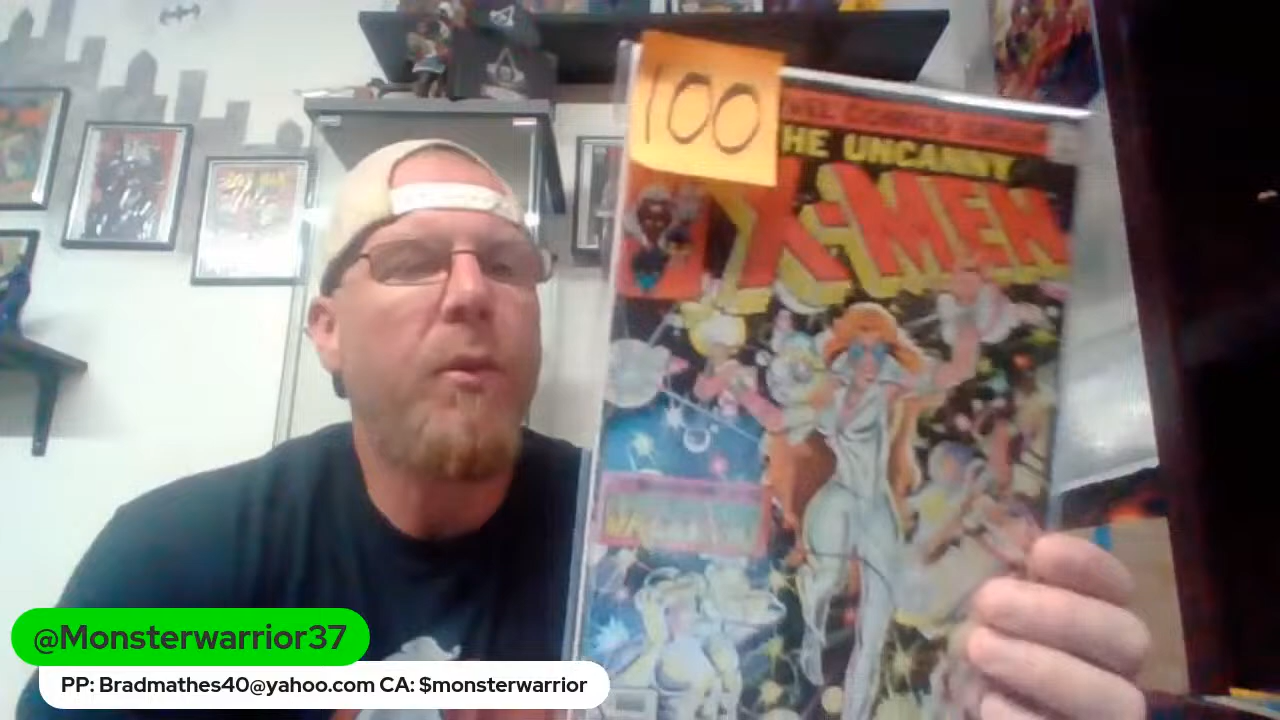 100
THE UNCANNY
X-MEN
@Monsterwarrior37
PP: Bradmathes40@yahoo.com CA: $monsterwarrior